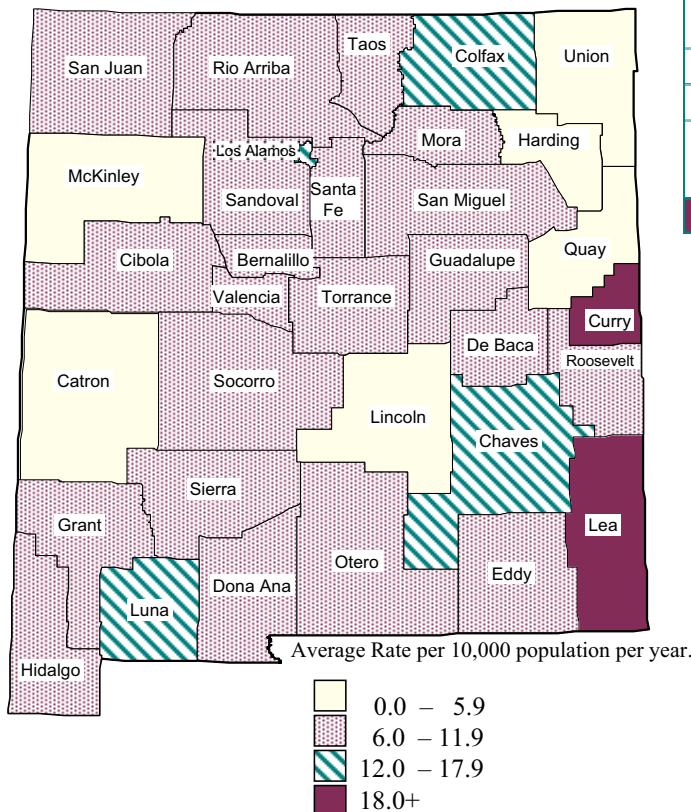 San Juan
Rio Arriba
Taos
Colfax
Union
Los Alamos
Mora
Harding
McKinley
Sandoval
Santa
Fe
San Miguel
Cibola
Bernalillo
Guadalupe
Quay
Valencia
Torrance
Curry
De Baca
Roosevelt
Catron
Socorro
Lincoln
Chaves
Sierra
Grant
Lea
Otero
Eddy
Dona Ana
Luna
Hidalgo
Average Rate per 10,000 population per year.
0.0 – 5.9
6.0 – 11.9
12.0 – 17.9
18.0+